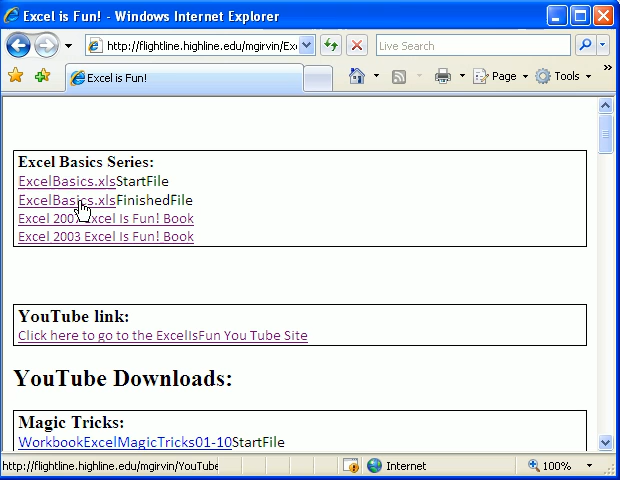 Excel is Fun! - Windows Internet Explorer
http://flightline.highline.edu/mgirvin/Exc
Live Search
Excel is Fun!
Page
Tools
Excel Basics Series:
ExcelBasics.xlsStartFile
ExcelBasics.xlsFinishedFile
Excel 2007 Excel Is Fun! Book
Excel 2003 Excel Is Fun! Book
YouTube link:
Click here to go to the ExcelIsFun You Tube Site
YouTube Downloads:
Magic Tricks:
WorkbookExcelMagicTricks01-10StartFile
http://flightline.highline.edu/mgirvin/YouTube
Internet
100%